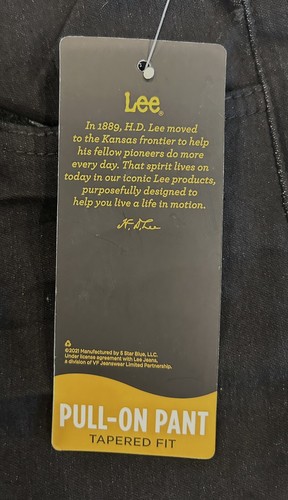 Lee®
In 1889, H.D. Lee moved
to the Kansas frontier to help
his fellow pioneers do more
every day. That spirit lives on
today in our iconic Lee products,
purposefully designed to
help you live a life in motion.
H. D. Lee
©2021 Manufactured by 5 Star Blue, LLC.
Under license agreement with Lee Jeans,
a division of VF Jeanswear Limited Partnership.
PULL-ON PANT
TAPERED FIT